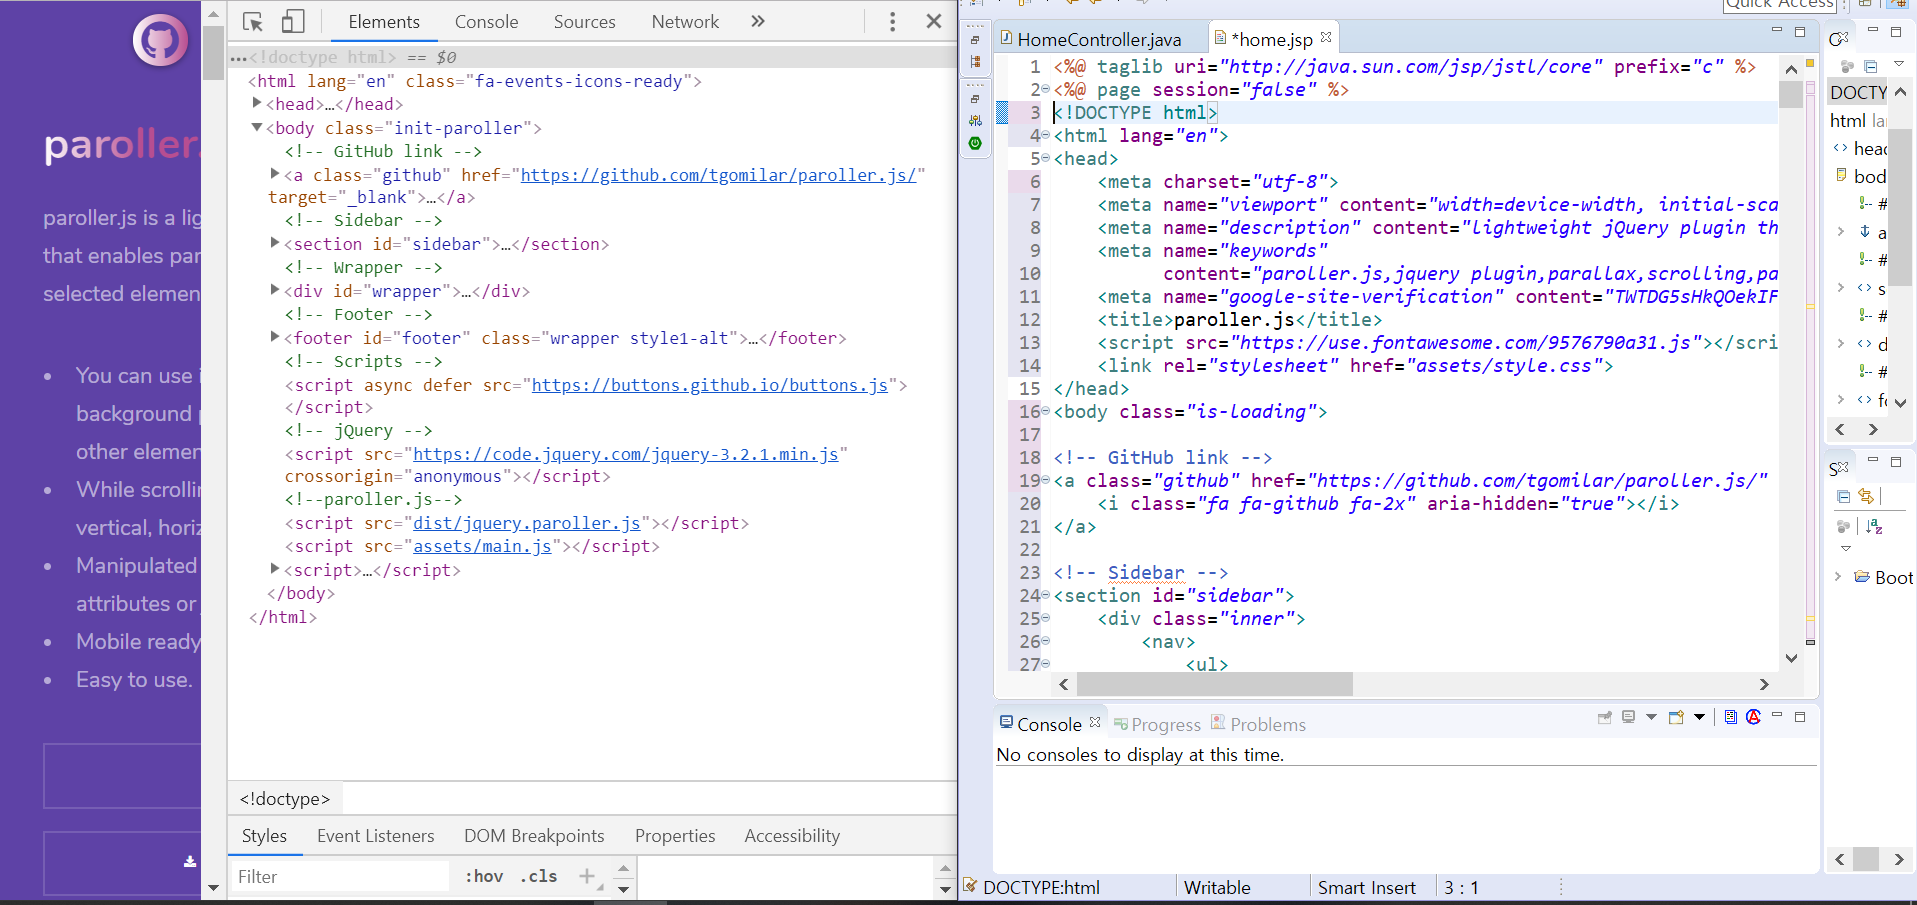 paroller.
paroller.js is a lig
that enables par
selected elemen
You can use i
background p
other elemen
While scrollin
vertical, horiz
Manipulated
attributes or
Mobile ready
Easy to use.
Elements Console Sources Network »
<!doctype html> == $0
<html lang="en" class="fa-events-icons-ready">
<head>…</head>
<body class="init-paroller">
<!-- GitHub link -->
<a class="github" href="https://github.com/tgomilar/paroller.js/"
target="_blank">…</a>
<!-- Sidebar -->
<section id="sidebar">…</section>
<!-- Wrapper -->
<div id="wrapper">…</div>
<!-- Footer -->
<footer id="footer" class="wrapper style1-alt">…</footer>
<!-- Scripts -->
<script async defer src="https://buttons.github.io/buttons.js">
</script>
<!-- jQuery -->
<script src="https://code.jquery.com/jquery-3.2.1.min.js"
crossorigin="anonymous"></script>
<!--paroller.js-->
<script src="dist/jquery.paroller.js"></script>
<script src="assets/main.js"></script>
<script>…</script>
</body>
</html>
<!doctype>
Styles Event Listeners DOM Breakpoints Properties Accessibility
Filter :hov .cls +
Quick Access
HomeController.java *home.jsp
1 <%@ taglib uri="http://java.sun.com/jsp/jstl/core" prefix="c" %>
2 <%@ page session="false" %>
3 <!DOCTYPE html>
4 <html lang="en">
5 <head>
6 <meta charset="utf-8">
7 <meta name="viewport" content="width=device-width, initial-sca
8 <meta name="description" content="lightweight jQuery plugin th
9 <meta name="keywords"
10 content="paroller.js,jquery plugin,parallax,scrolling,pa
11 <meta name="google-site-verification" content="TWTDG5sHkQOekIF
12 <title>paroller.js</title>
13 <script src="https://use.fontawesome.com/9576790a31.js"></scri
14 <link rel="stylesheet" href="assets/style.css">
15 </head>
16 <body class="is-loading">
17
18 <!-- GitHub link -->
19 <a class="github" href="https://github.com/tgomilar/paroller.js/"
20 <i class="fa fa-github fa-2x" aria-hidden="true"></i>
21 </a>
22
23 <!-- Sidebar -->
24 <section id="sidebar">
25 <div class="inner">
26 <nav>
27 <ul>
Console Progress Problems
No consoles to display at this time.
DOCTYPE:html Writable Smart Insert 3 : 1
DOCTY
html la
head
bod
#
a
#
s
#
d
#
fo
S
Boot